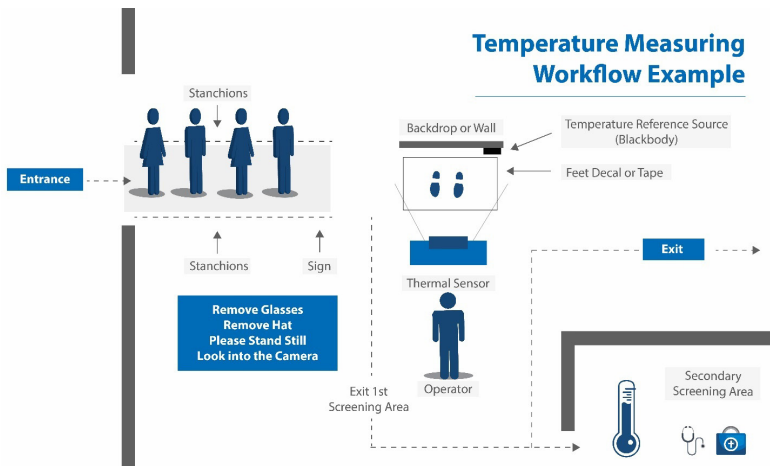 Temperature Measuring
Workflow Example
Stanchions
Backdrop or Wall
Temperature Reference Source
(Blackbody)
Feet Decal or Tape
Entrance
Exit
Stanchions
Sign
Thermal Sensor
Remove Glasses
Remove Hat
Please Stand Still
Look into the Camera
Operator
Exit 1st
Screening Area
Secondary
Screening Area